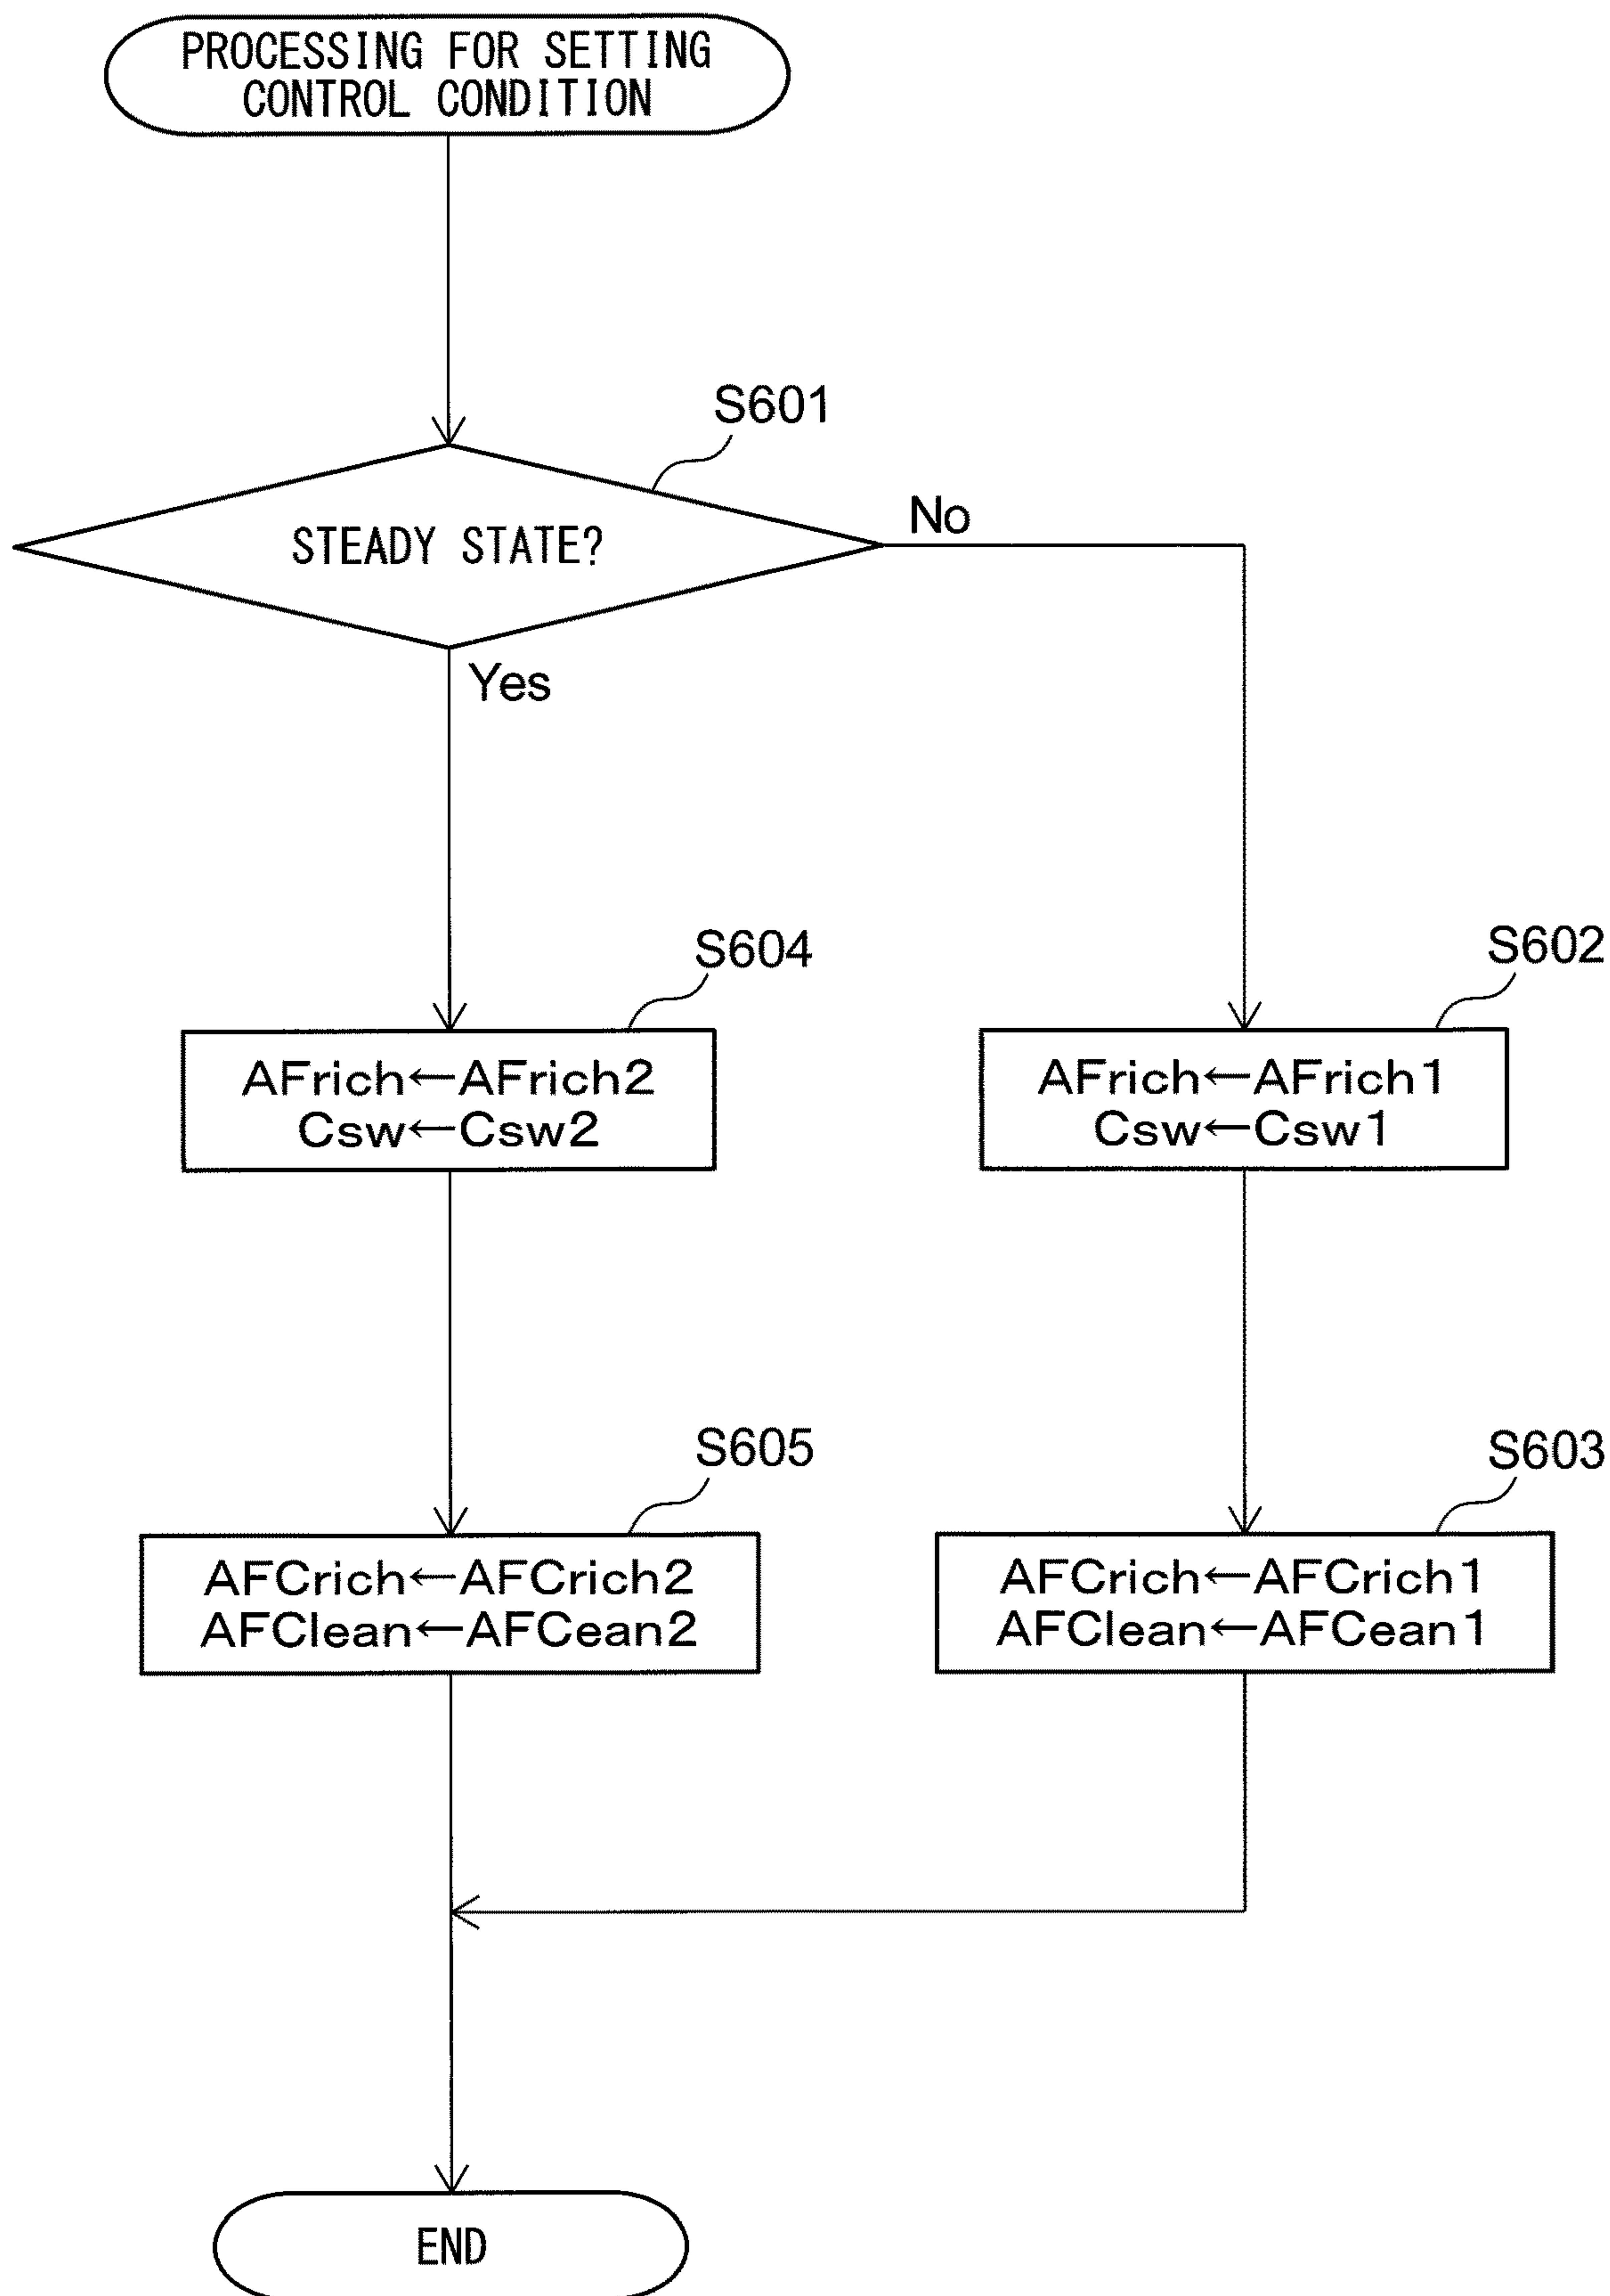 PROCESSING FOR SETTING
CONTROL CONDITION
S601
STEADY STATE?
No
Yes
S604
AFrich←AFrich2
Csw←Csw2
S602
AFrich←AFrich1
Csw←Csw1
S605
AFCrich←AFCrich2
AFClean←AFCean2
S603
AFCrich←AFCrich1
AFClean←AFCean1
END